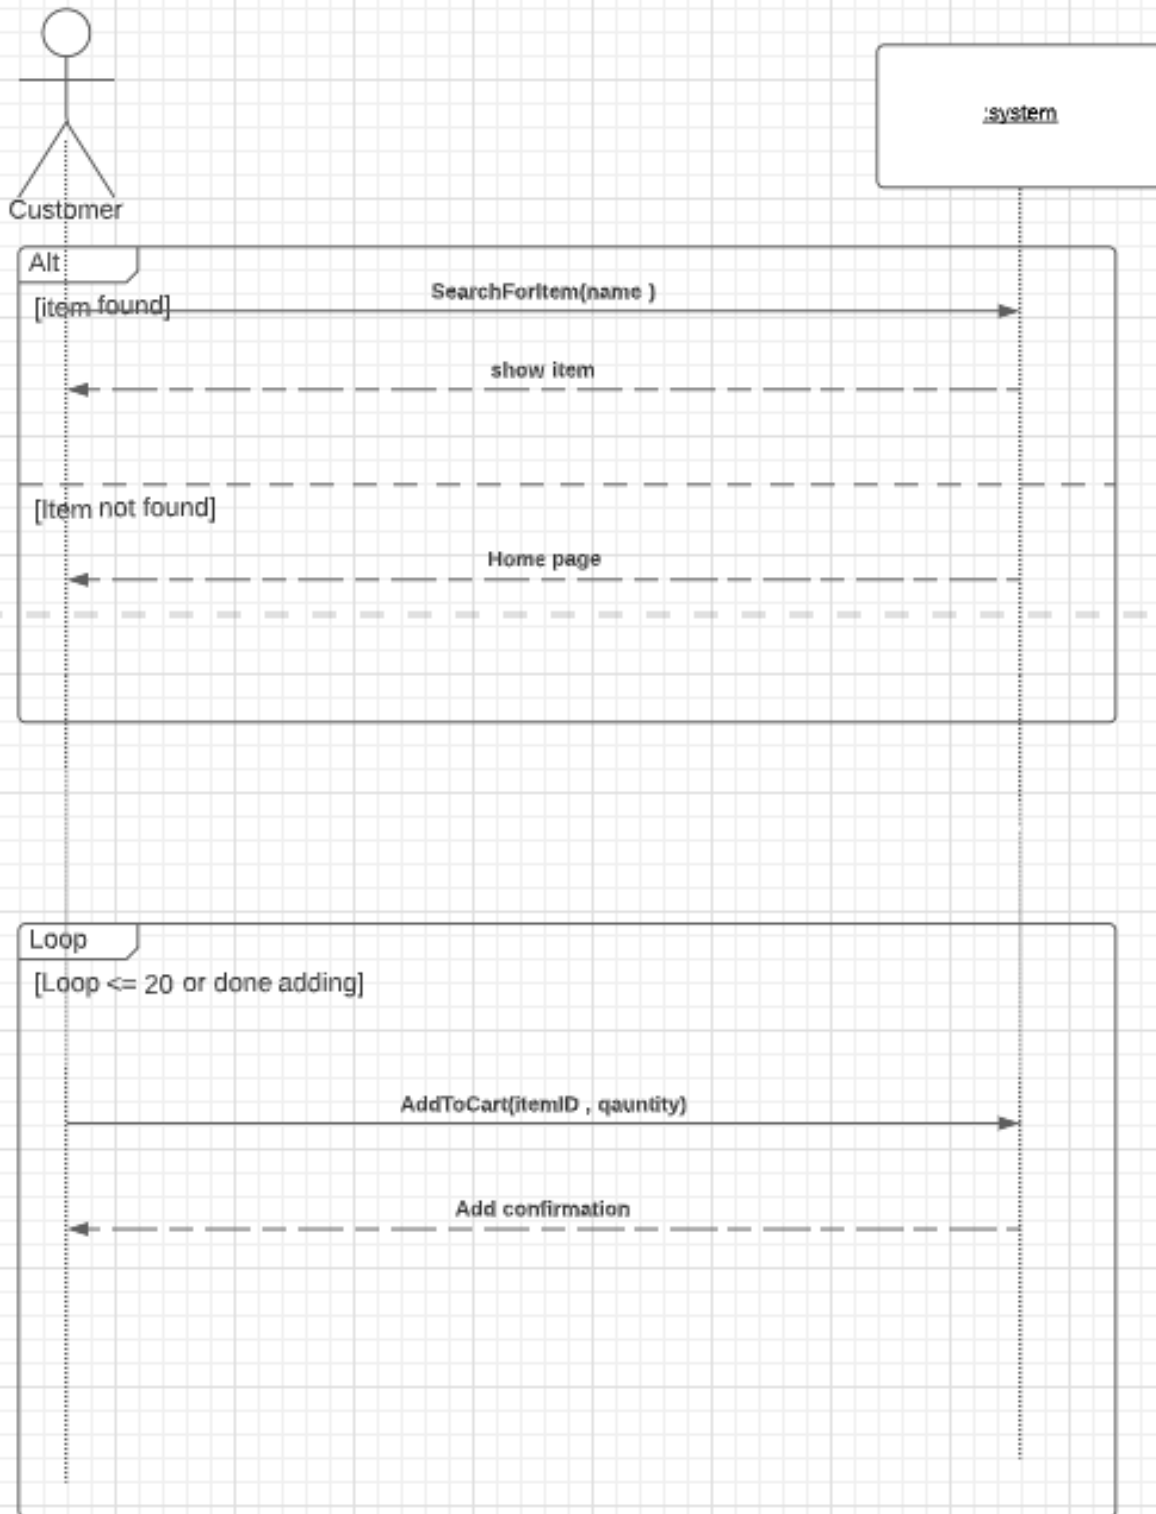 :system
Customer
Alt
SearchForItem(name )
[item found]
show item
[Item not found]
Home page
Loop
[Loop <= 20 or done adding]
AddToCart(itemID , qauntity)
Add confirmation